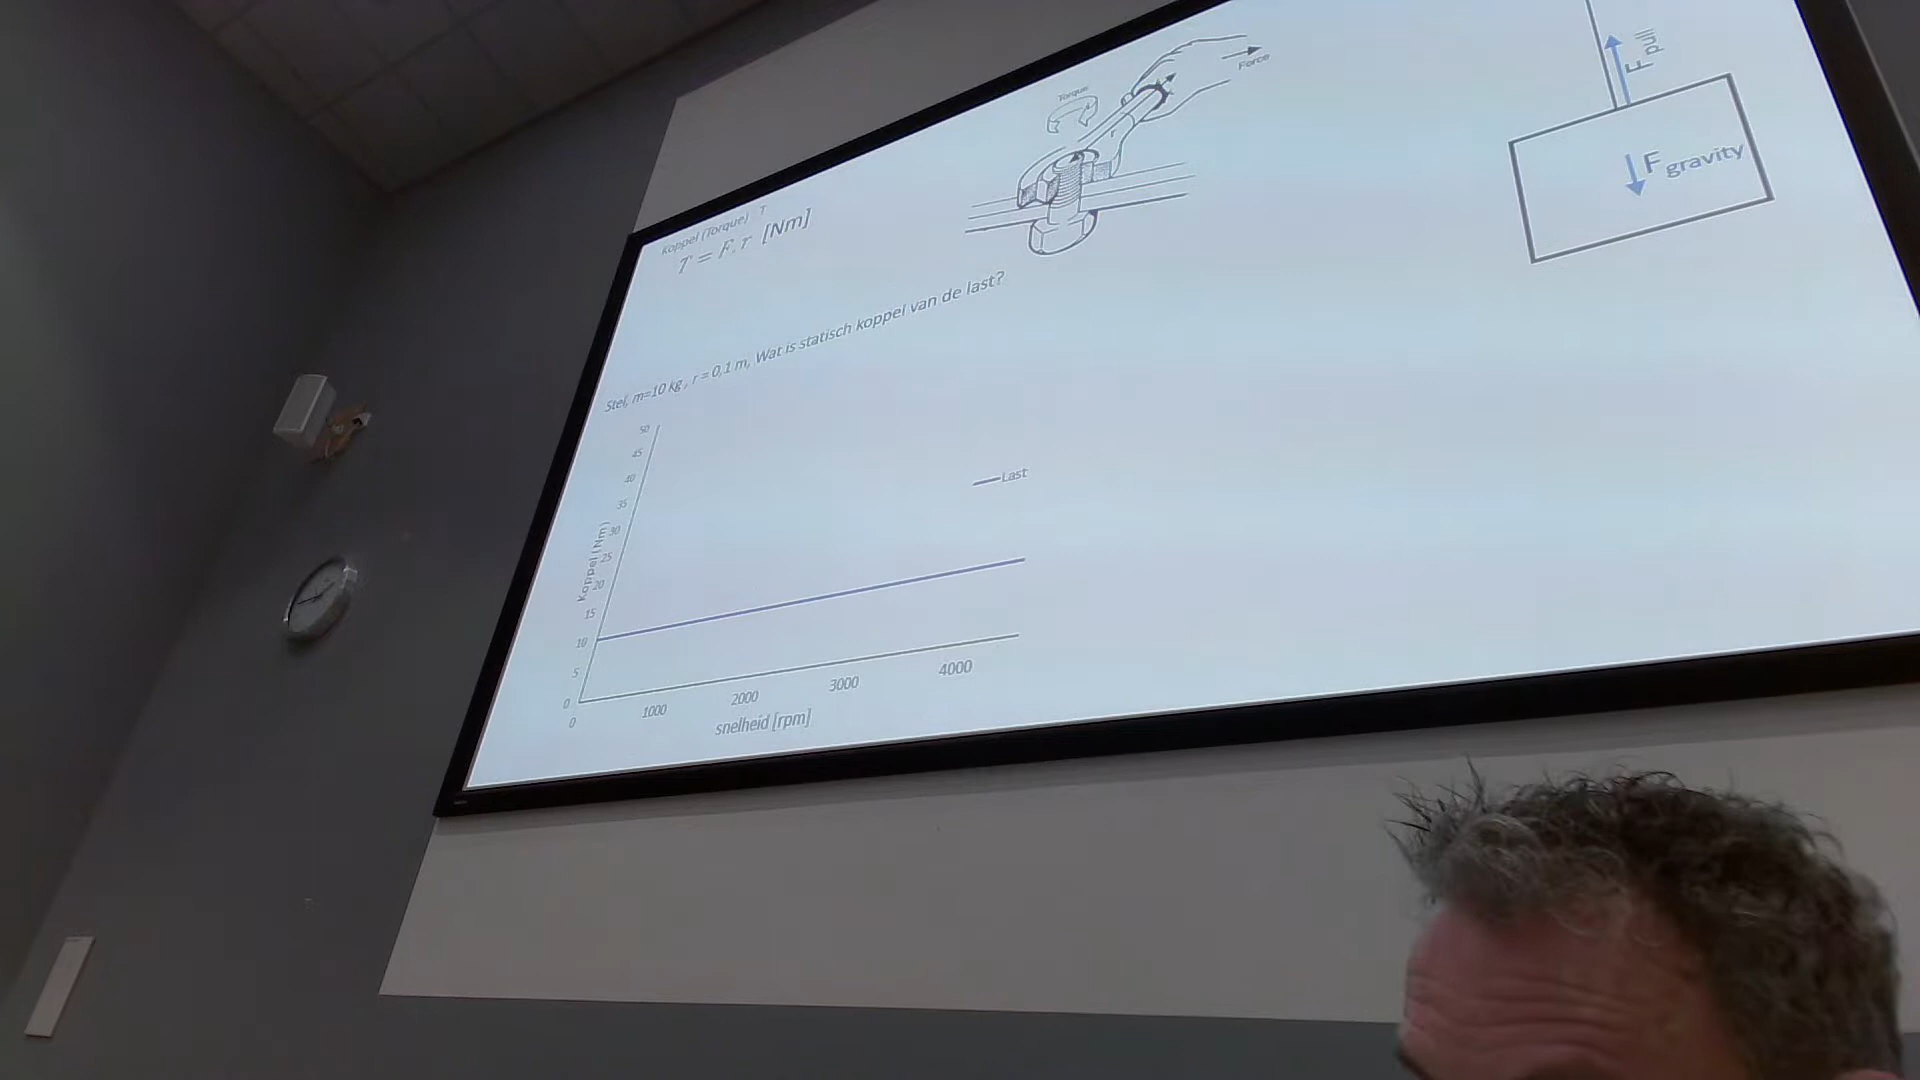 Koppel (Torque) T
T = F.r [Nm]
Torque
r
Force
F pull
F gravity
Stel, m=10 kg , r = 0,1 m, Wat is statisch koppel van de last?
50
45
40
35
30
25
20
15
10
5
0
Koppel (Nm)
Last
0 1000 2000 3000 4000
snelheid [rpm]